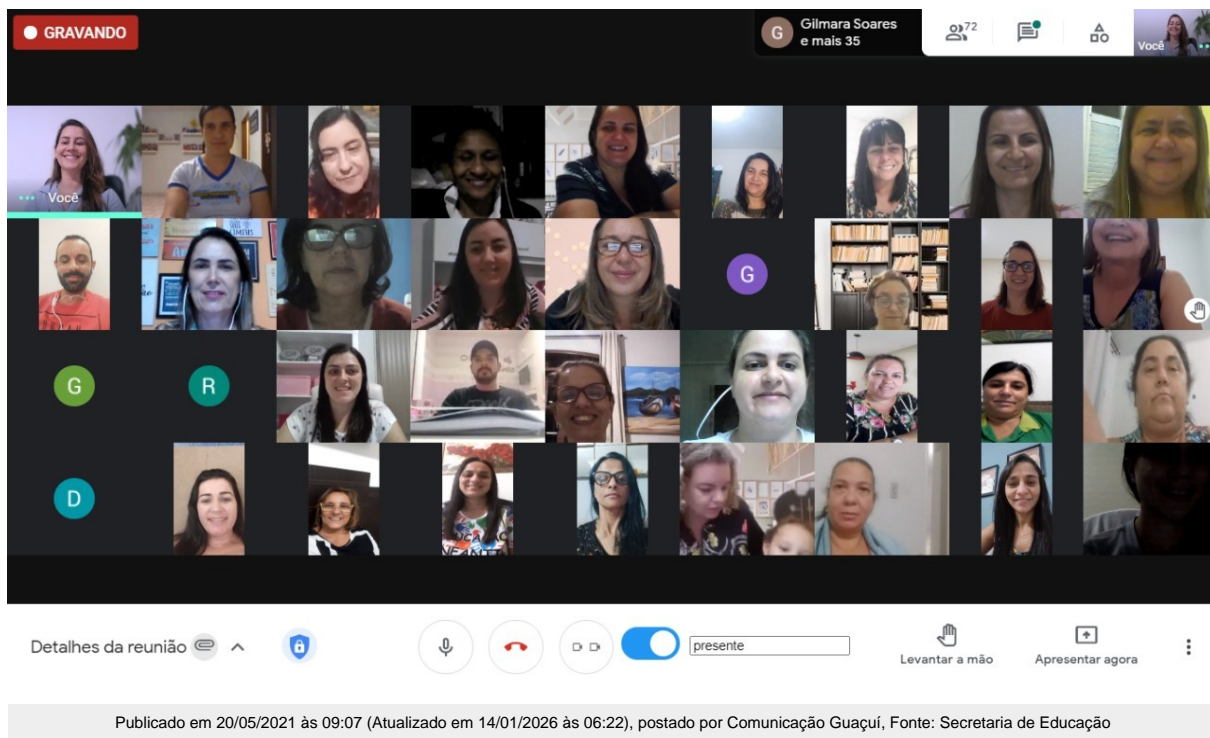 GRAVANDO
G
Gilmara Soares
e mais 35
72
Você
Você
G
G
R
D
Detalhes da reunião
presente
Levantar a mão
Apresentar agora
Publicado em 20/05/2021 às 09:07 (Atualizado em 14/01/2026 às 06:22), postado por Comunicação Guaçuí, Fonte: Secretaria de Educação